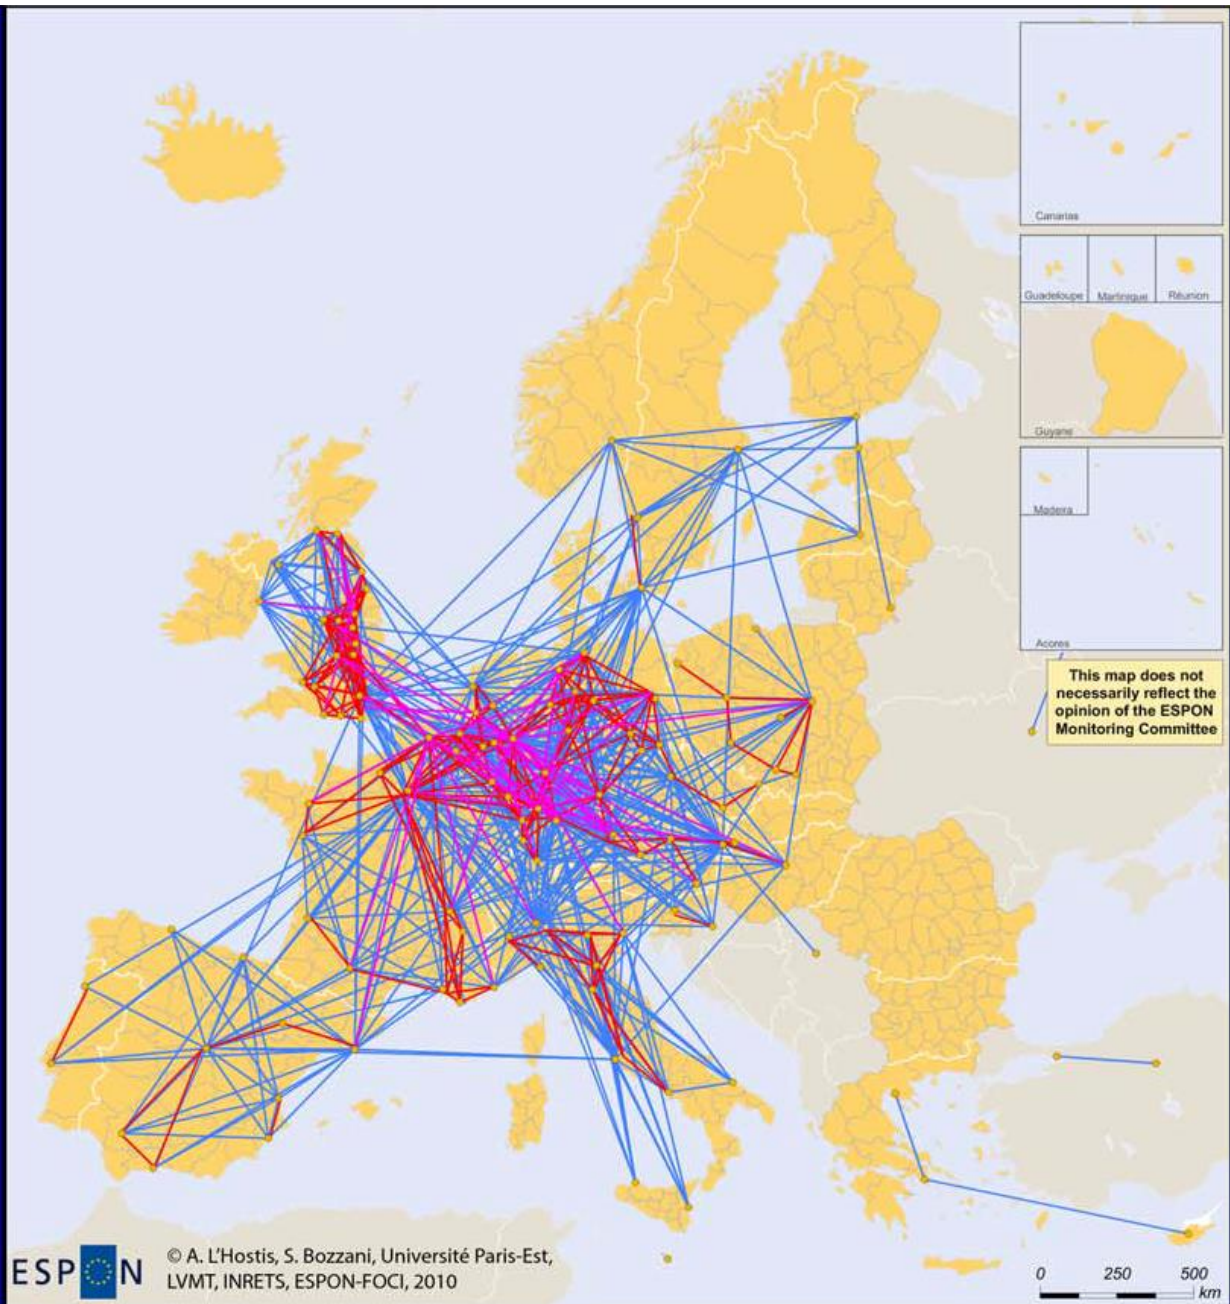 Canarias
Guadeloupe
Martinique
Réunion
Guyane
Madeira
Acores
This map does not
necessarily reflect the
opinion of the ESPON
Monitoring Committee
ESPON
© A. L'Hostis, S. Bozzani, Université Paris-Est,
LVMT, INRETS, ESPON-FOCI, 2010
0 250 500
km